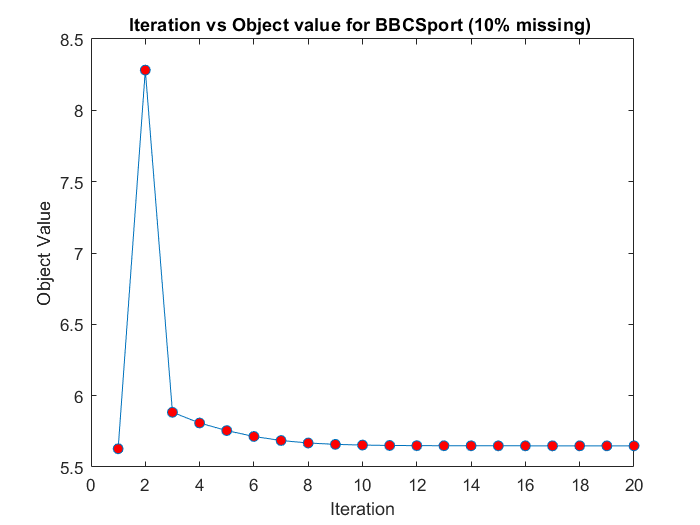 Iteration vs Object value for BBCSport (10% missing)
8.5
8
7.5
7
6.5
6
5.5
Object Value
0 2 4 6 8 10 12 14 16 18 20
Iteration